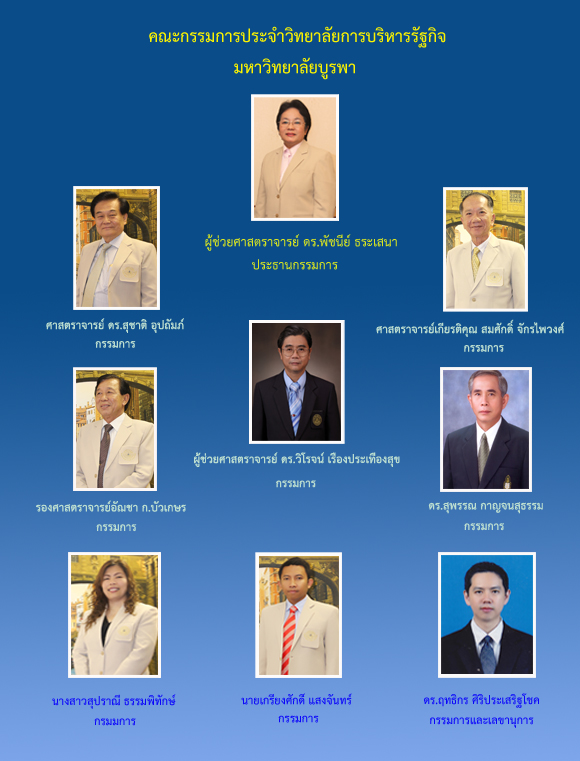 คณะกรรมการประจำวิทยาลัยการบริหารรัฐกิจ
มหาวิทยาลัยบูรพา
ผู้ช่วยศาสตราจารย์ ดร.พัชนีย์ ธระเสนา
ประธานกรรมการ
ศาสตราจารย์ ดร.สุชาติ อุปถัมภ์
กรรมการ
ศาสตราจารย์เกียรติคุณ สมศักดิ์ จักรไพวงศ์
กรรมการ
ผู้ช่วยศาสตราจารย์ ดร.วิโรจน์ เรืองประเทืองสุข
กรรมการ
รองศาสตราจารย์อัณชา ก.บัวเกษร
กรรมการ
ดร.สุพรรณ กาญจนสุธรรม
กรรมการ
นางสาวสุปราณี ธรรมพิทักษ์
กรมมการ
นายเกรียงศักดิ์ แสงจันทร์
กรรมการ
ดร.ฤทธิกร ศิริประเสริฐโชค
กรรมการและเลขานุการ